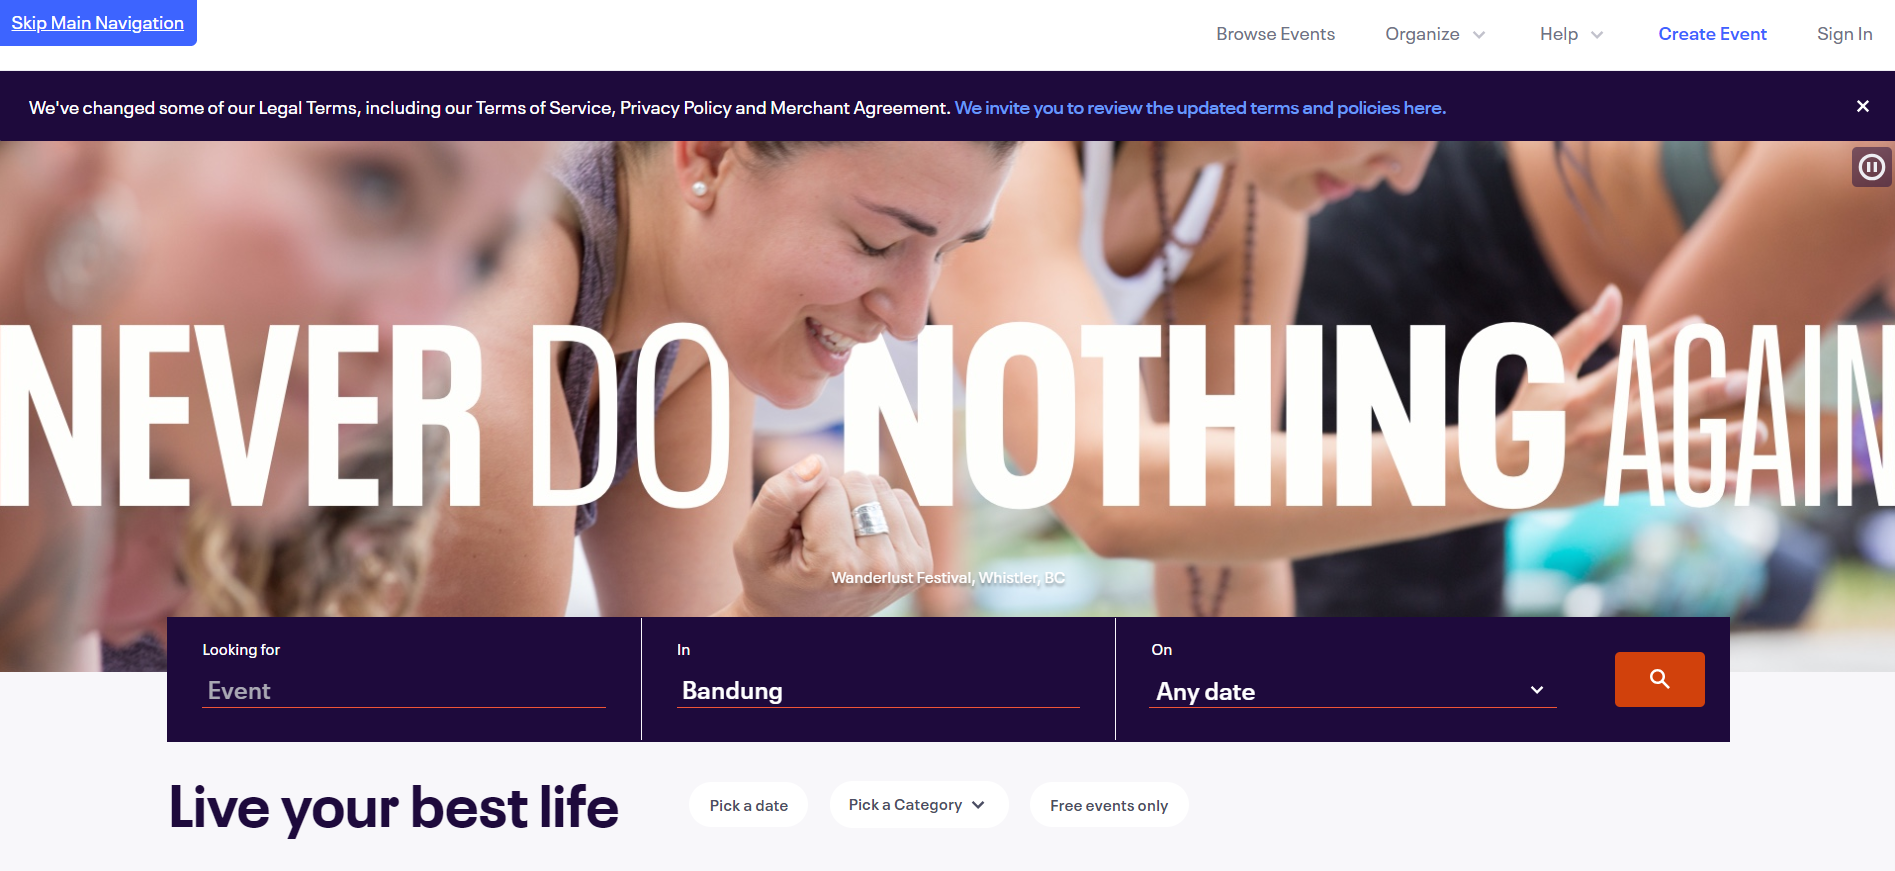 Skip Main Navigation
Browse Events Organize Help Create Event Sign In
We've changed some of our Legal Terms, including our Terms of Service, Privacy Policy and Merchant Agreement. We invite you to review the updated terms and policies here.
NEVER DO NOTHING AGAIN
Wanderlust Festival, Whistler, BC
Looking for In On
Event Bandung Any date
Live your best life Pick a date Pick a Category Free events only